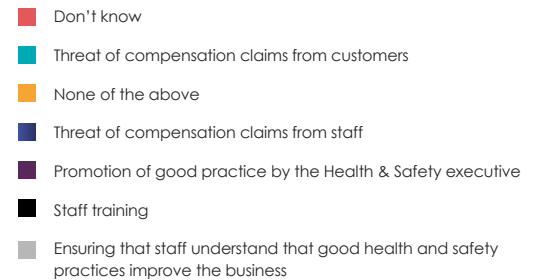 Don’t know
Threat of compensation claims from customers
None of the above
Threat of compensation claims from staff
Promotion of good practice by the Health & Safety executive
Staff training
Ensuring that staff understand that good health and safety
practices improve the business